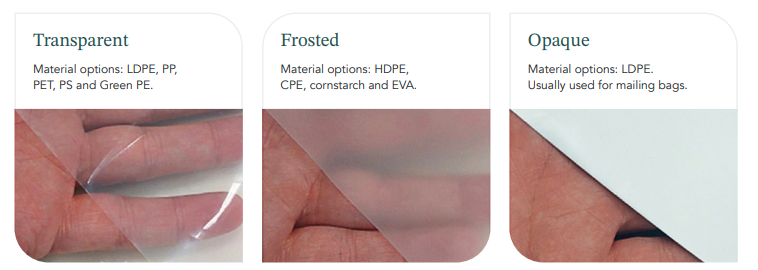 Transparent
Material options: LDPE, PP,
PET, PS and Green PE.
Frosted
Material options: HDPE,
CPE, cornstarch and EVA.
Opaque
Material options: LDPE.
Usually used for mailing bags.